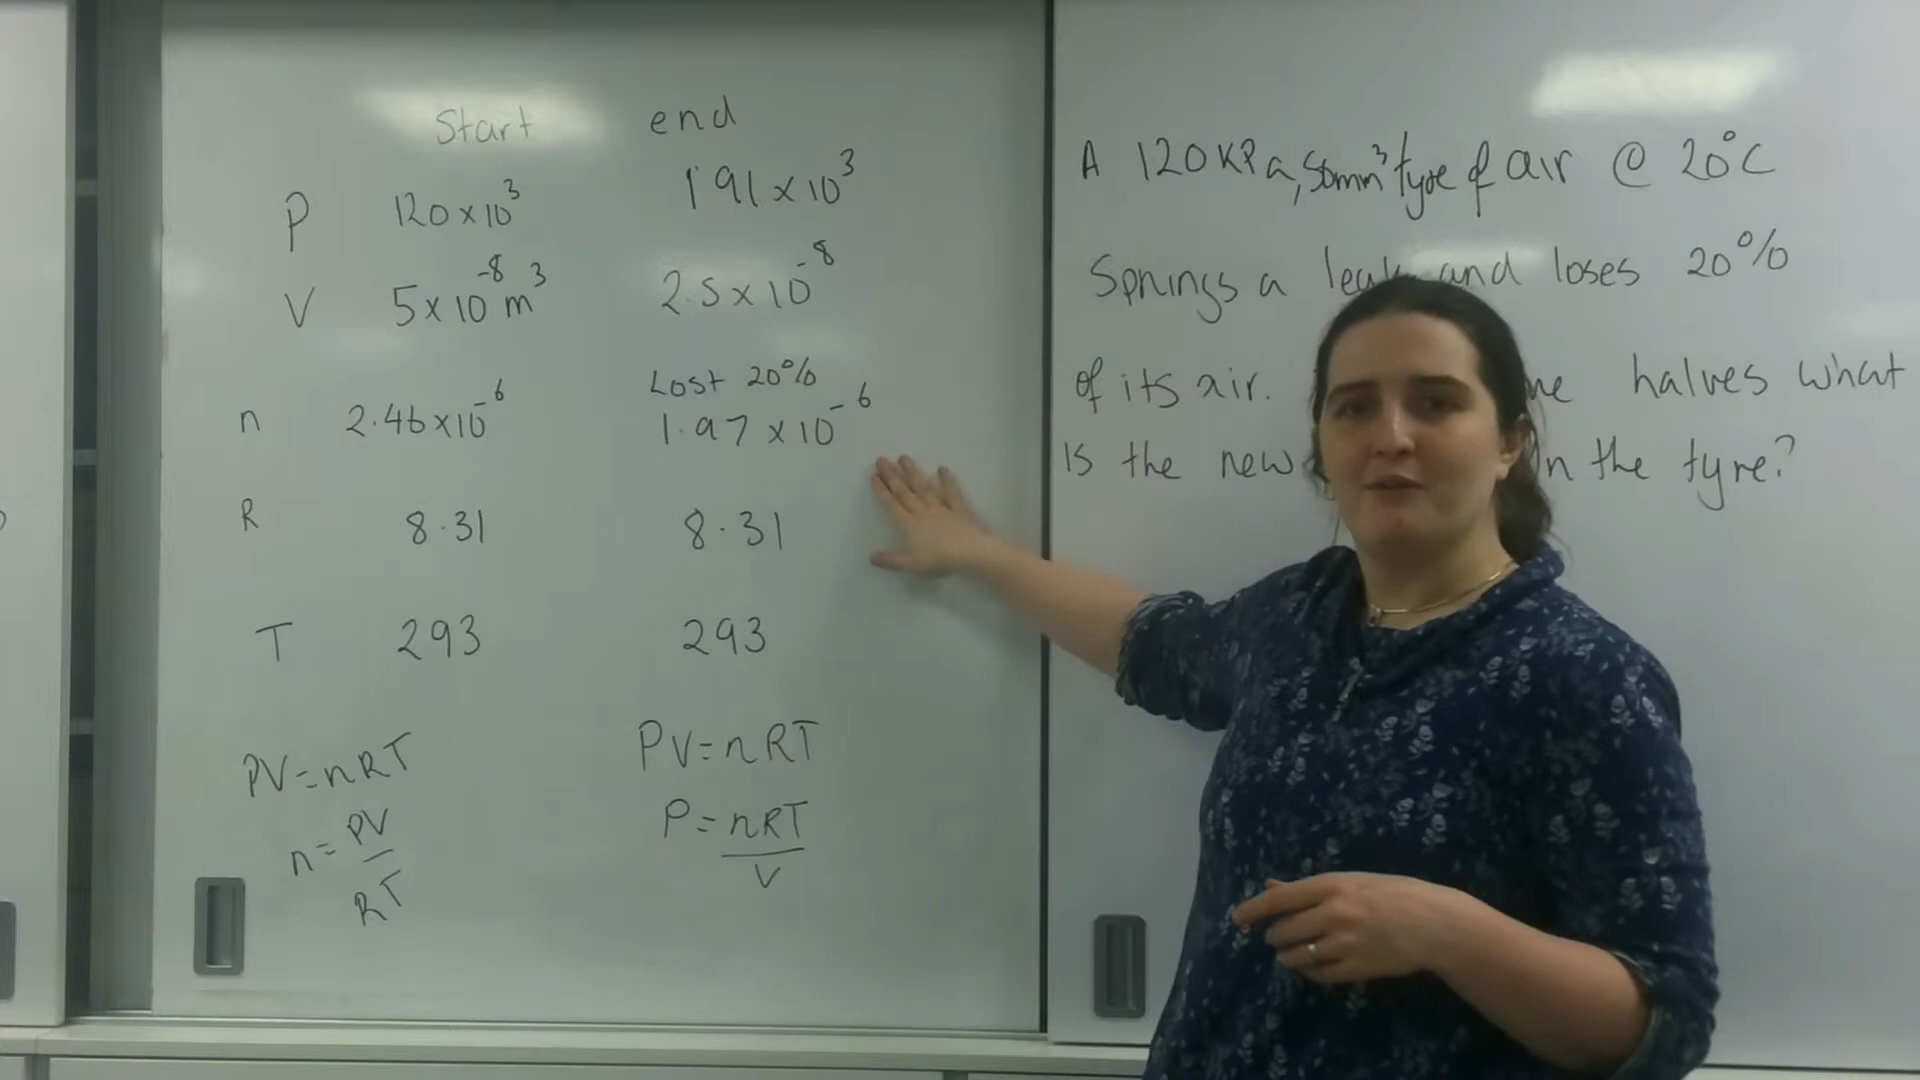 Start end
P 120 x 10³ 191 x 10³
V 5 x 10⁻⁸ m³ 2.5 x 10⁻⁸
Lost 20%
n 2.46 x 10⁻⁶ 1.97 x 10⁻⁶
R 8.31 8.31
T 293 293
PV = nRT PV = nRT
n = PV/RT P = nRT/V
A 120KPa, 50mm³ tyre of air @ 20°C
Springs a leak and loses 20%
of its air. halves what
is the new in the tyre?